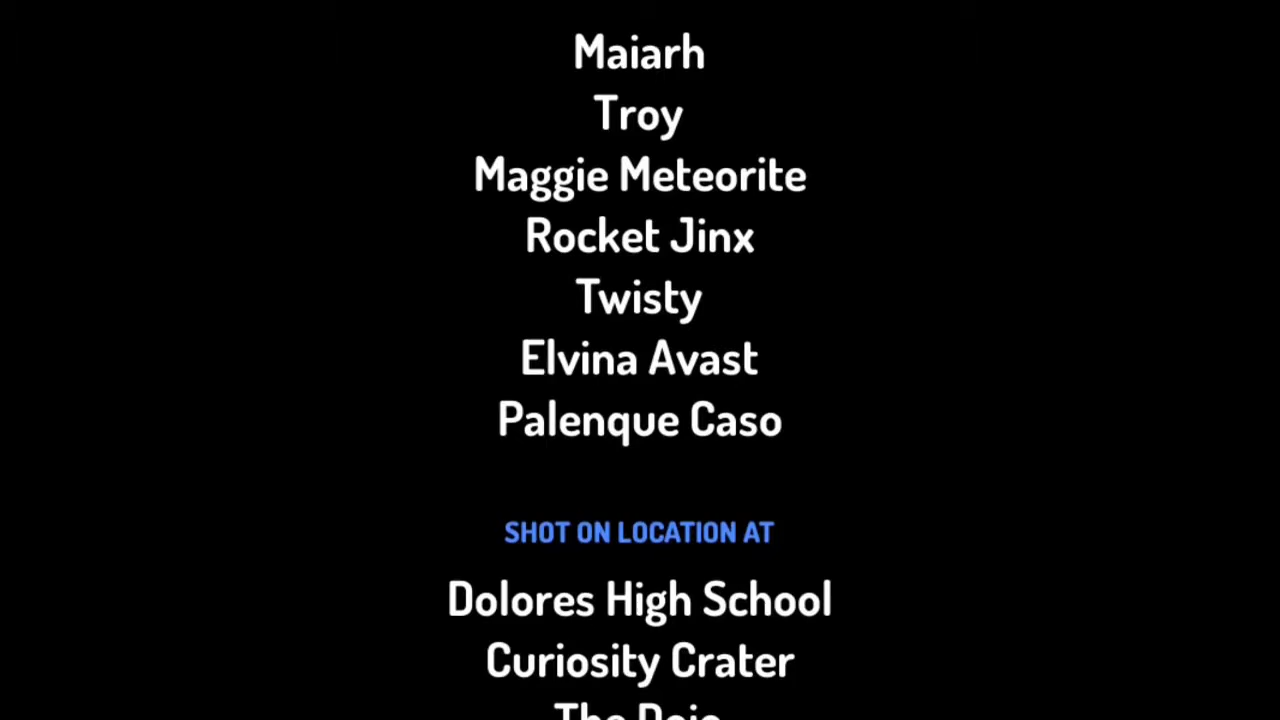 Maiarh
Troy
Maggie Meteorite
Rocket Jinx
Twisty
Elvina Avast
Palenque Caso
SHOT ON LOCATION AT
Dolores High School
Curiosity Crater
The